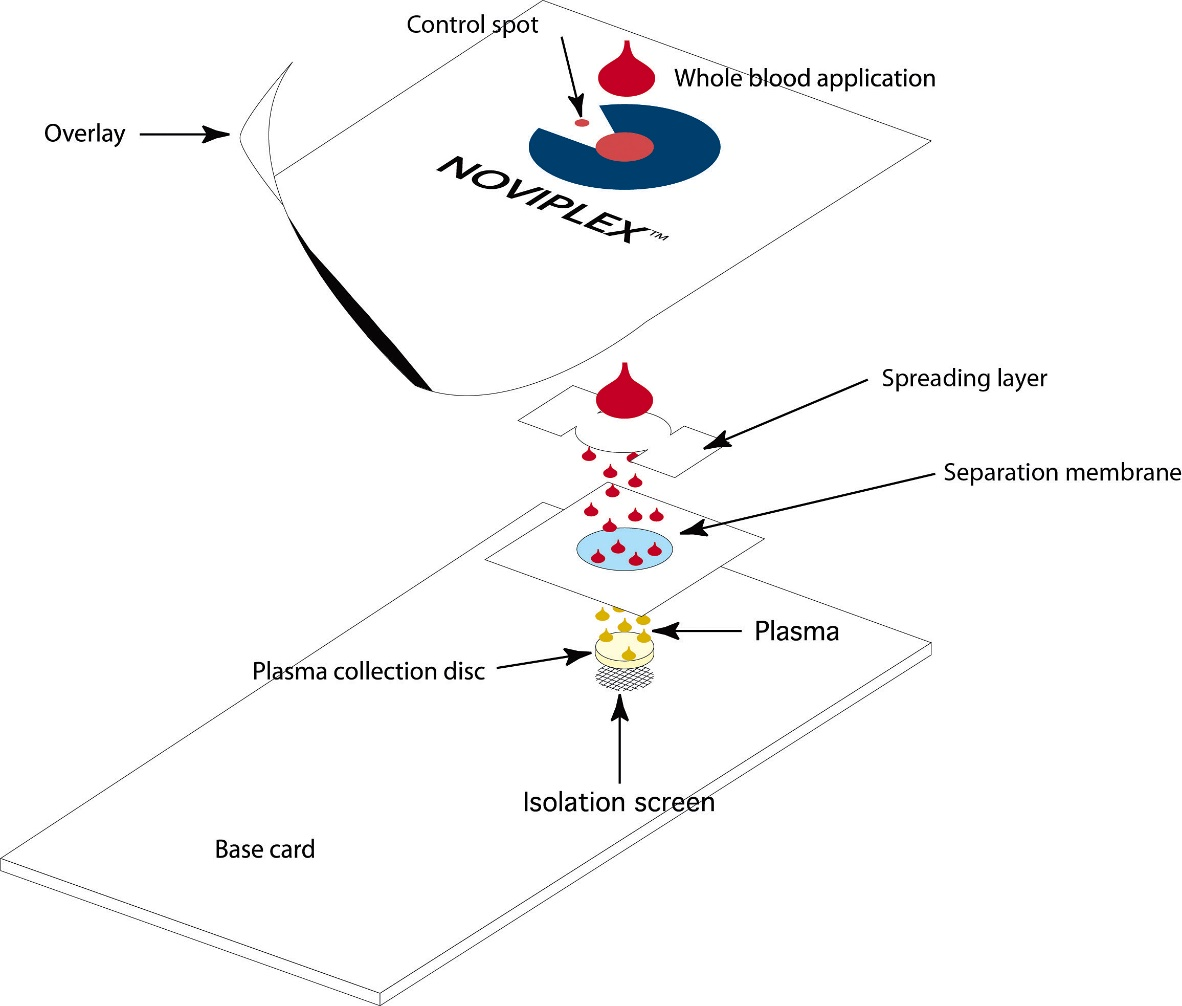 Control spot
Whole blood application
Overlay
NOVIPLEX™
Spreading layer
Separation membrane
Plasma
Plasma collection disc
Isolation screen
Base card